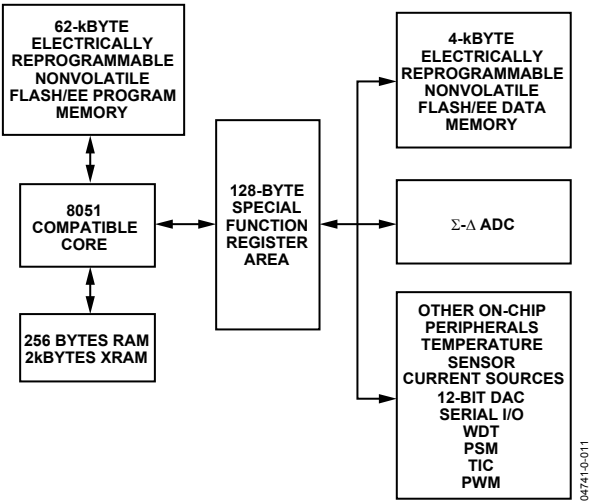 62-kBYTE
ELECTRICALLY
REPROGRAMMABLE
NONVOLATILE
FLASH/EE PROGRAM
MEMORY
8051
COMPATIBLE
CORE
256 BYTES RAM
2kBYTES XRAM
128-BYTE
SPECIAL
FUNCTION
REGISTER
AREA
4-kBYTE
ELECTRICALLY
REPROGRAMMABLE
NONVOLATILE
FLASH/EE DATA
MEMORY
Σ-Δ ADC
OTHER ON-CHIP
PERIPHERALS
TEMPERATURE
SENSOR
CURRENT SOURCES
12-BIT DAC
SERIAL I/O
WDT
PSM
TIC
PWM
04741-0-011